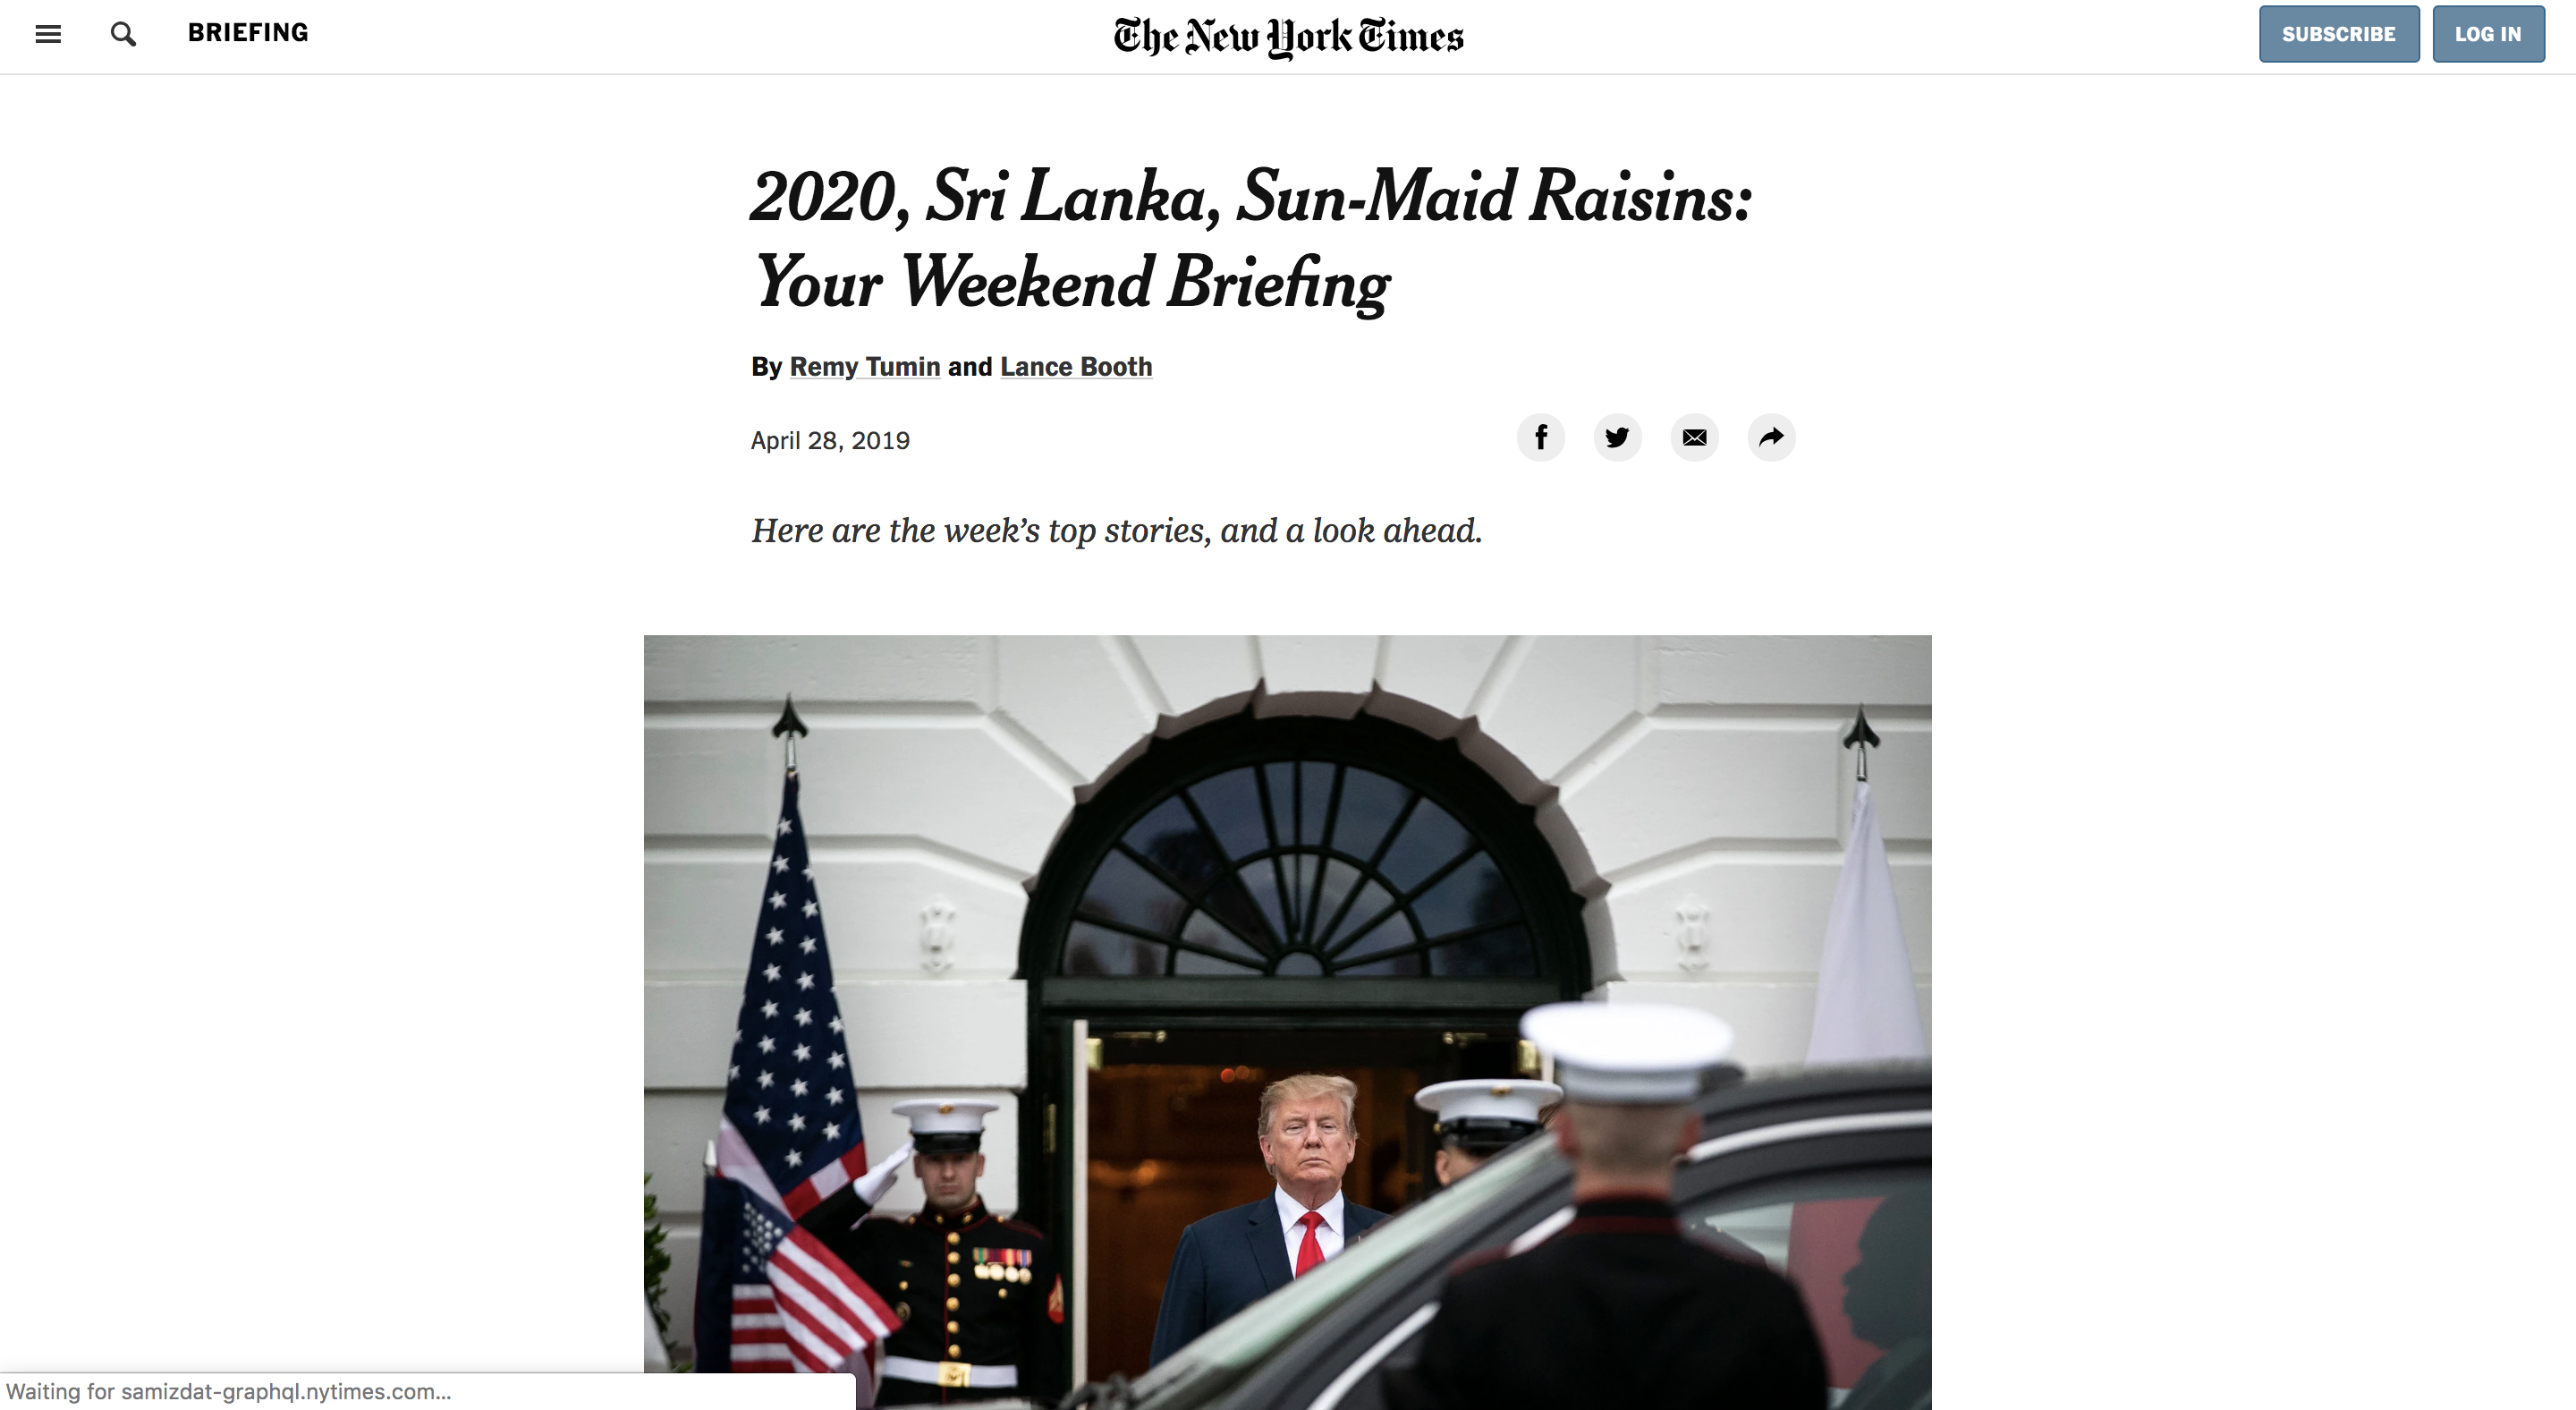 BRIEFING
The New York Times
SUBSCRIBE
LOG IN
2020, Sri Lanka, Sun-Maid Raisins:
Your Weekend Briefing
By Remy Tumin and Lance Booth
April 28, 2019
Here are the week’s top stories, and a look ahead.
Waiting for samizdat-graphql.nytimes.com...